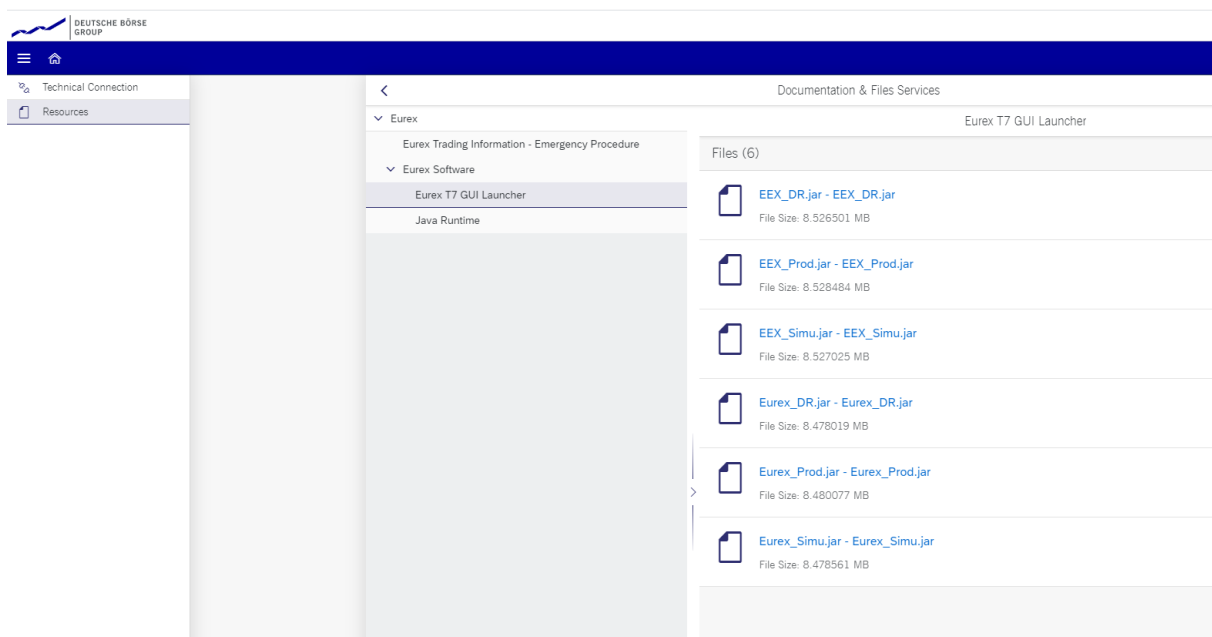 DEUTSCHE BÖRSE
GROUP
Technical Connection
Resources
Documentation & Files Services
Eurex
Eurex Trading Information - Emergency Procedure
Eurex Software
Eurex T7 GUI Launcher
Java Runtime
Eurex T7 GUI Launcher
Files (6)
EEX_DR.jar - EEX_DR.jar
File Size: 8.526501 MB
EEX_Prod.jar - EEX_Prod.jar
File Size: 8.528484 MB
EEX_Simu.jar - EEX_Simu.jar
File Size: 8.527025 MB
Eurex_DR.jar - Eurex_DR.jar
File Size: 8.478019 MB
Eurex_Prod.jar - Eurex_Prod.jar
File Size: 8.480077 MB
Eurex_Simu.jar - Eurex_Simu.jar
File Size: 8.478561 MB